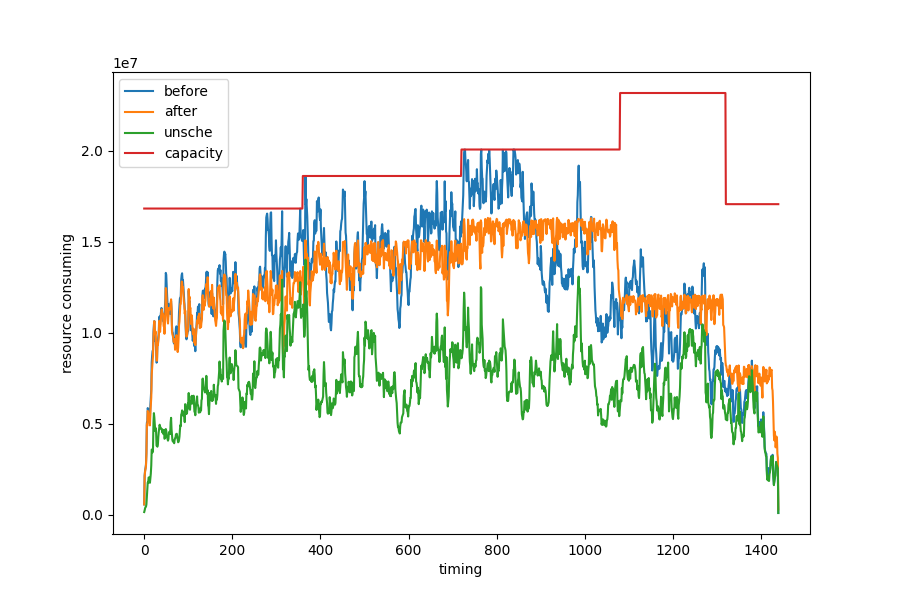 1e7
before
after
unsche
capacity
2.0
1.5
1.0
0.5
0.0
resource consuming
0 200 400 600 800 1000 1200 1400
timing